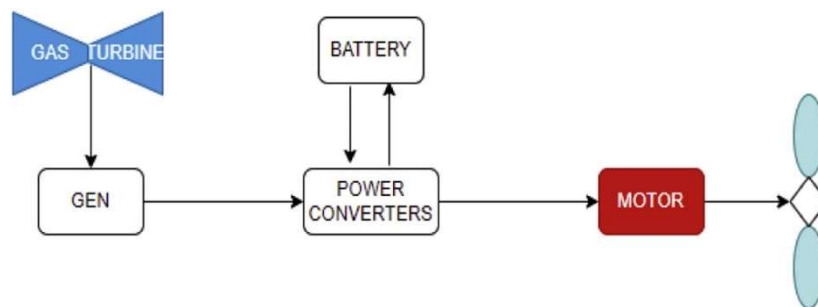 GAS TURBINE
BATTERY
GEN
POWER
CONVERTERS
MOTOR